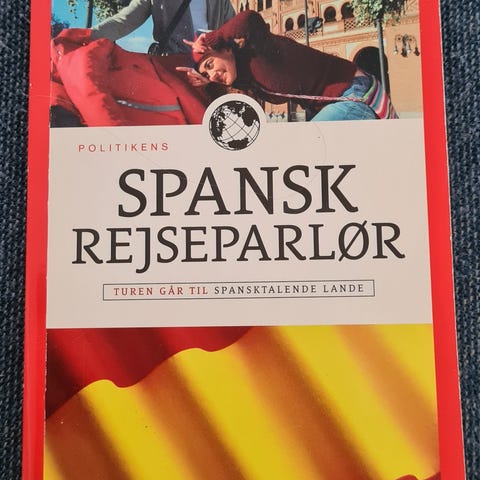 POLITIKENS
SPANSK
REJSEPARLØR
TUREN GÅR TIL SPANSKTALENDE LANDE